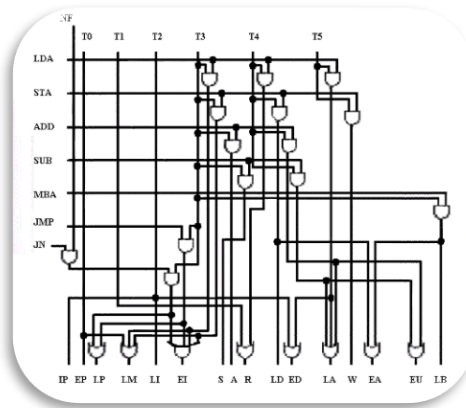 NF
T0 T1 T2 T3 T4 T5
LDA
STA
ADD
SUB
MBA
JMP
JN
IP EP LP LM LI EI S A R LD ED LA W EA EU LB